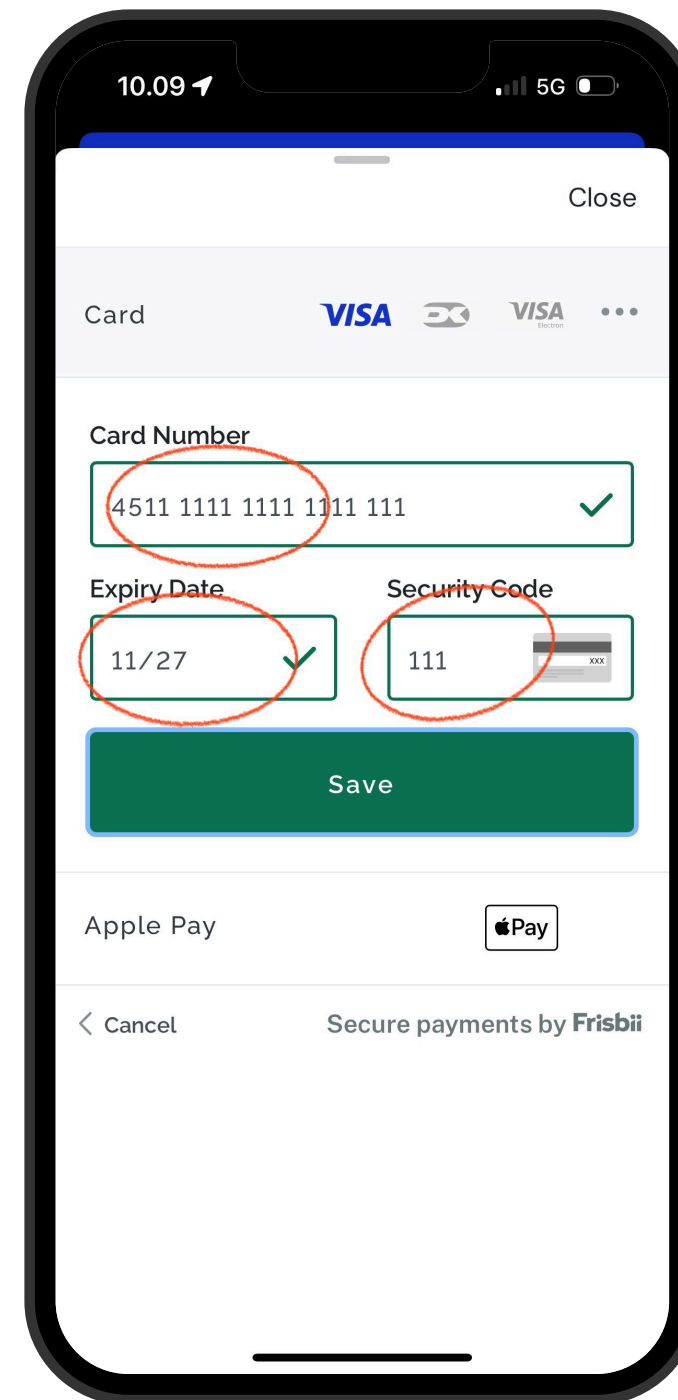 10.09 5G
Close
Card VISA VISA Electron
Card Number
4511 1111 1111 1111 111
Expiry Date Security Code
11/27 111 XXX
Save
Apple Pay Pay
Cancel Secure payments by Frisbii